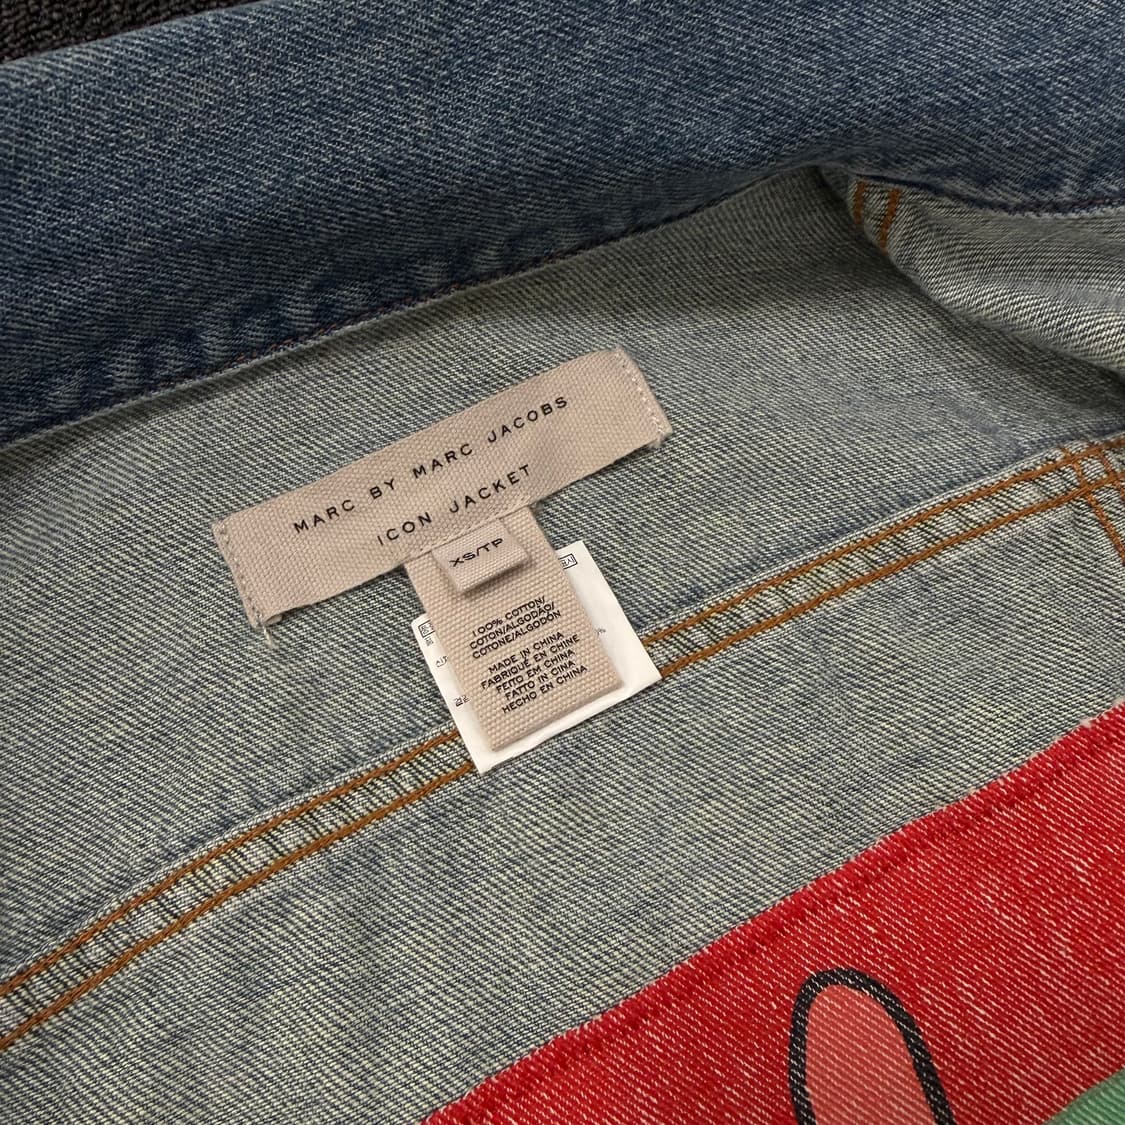 MARC BY MARC JACOBS
ICON JACKET
XS/TP
100% COTTON/
COTON/ALGODÃO/
COTONE/ALGODÓN
MADE IN CHINA
FABRIQUÉ EN CHINE
FEITO EM CHINA
FATTO IN CINA
HECHO EN CHINA